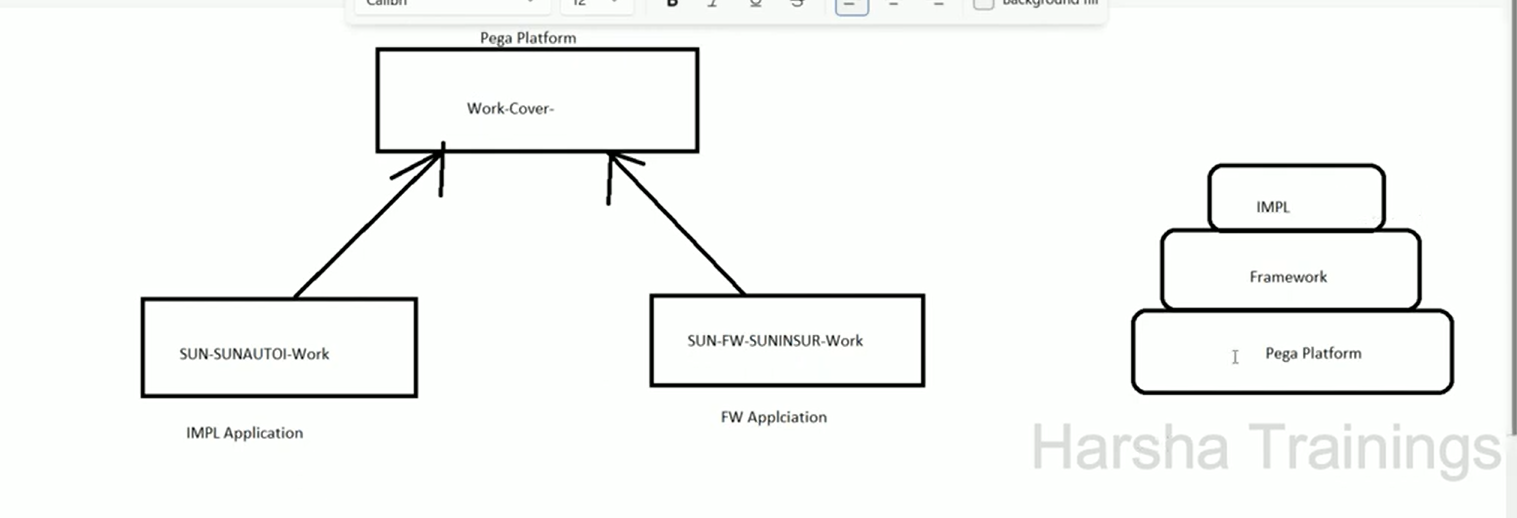 Calibri
12
B I U S
Background fill
Pega Platform
Work-Cover-
SUN-SUNAUTOI-Work
IMPL Application
SUN-FW-SUNINSUR-Work
FW Applciation
IMPL
Framework
Pega Platform
Harsha Trainings